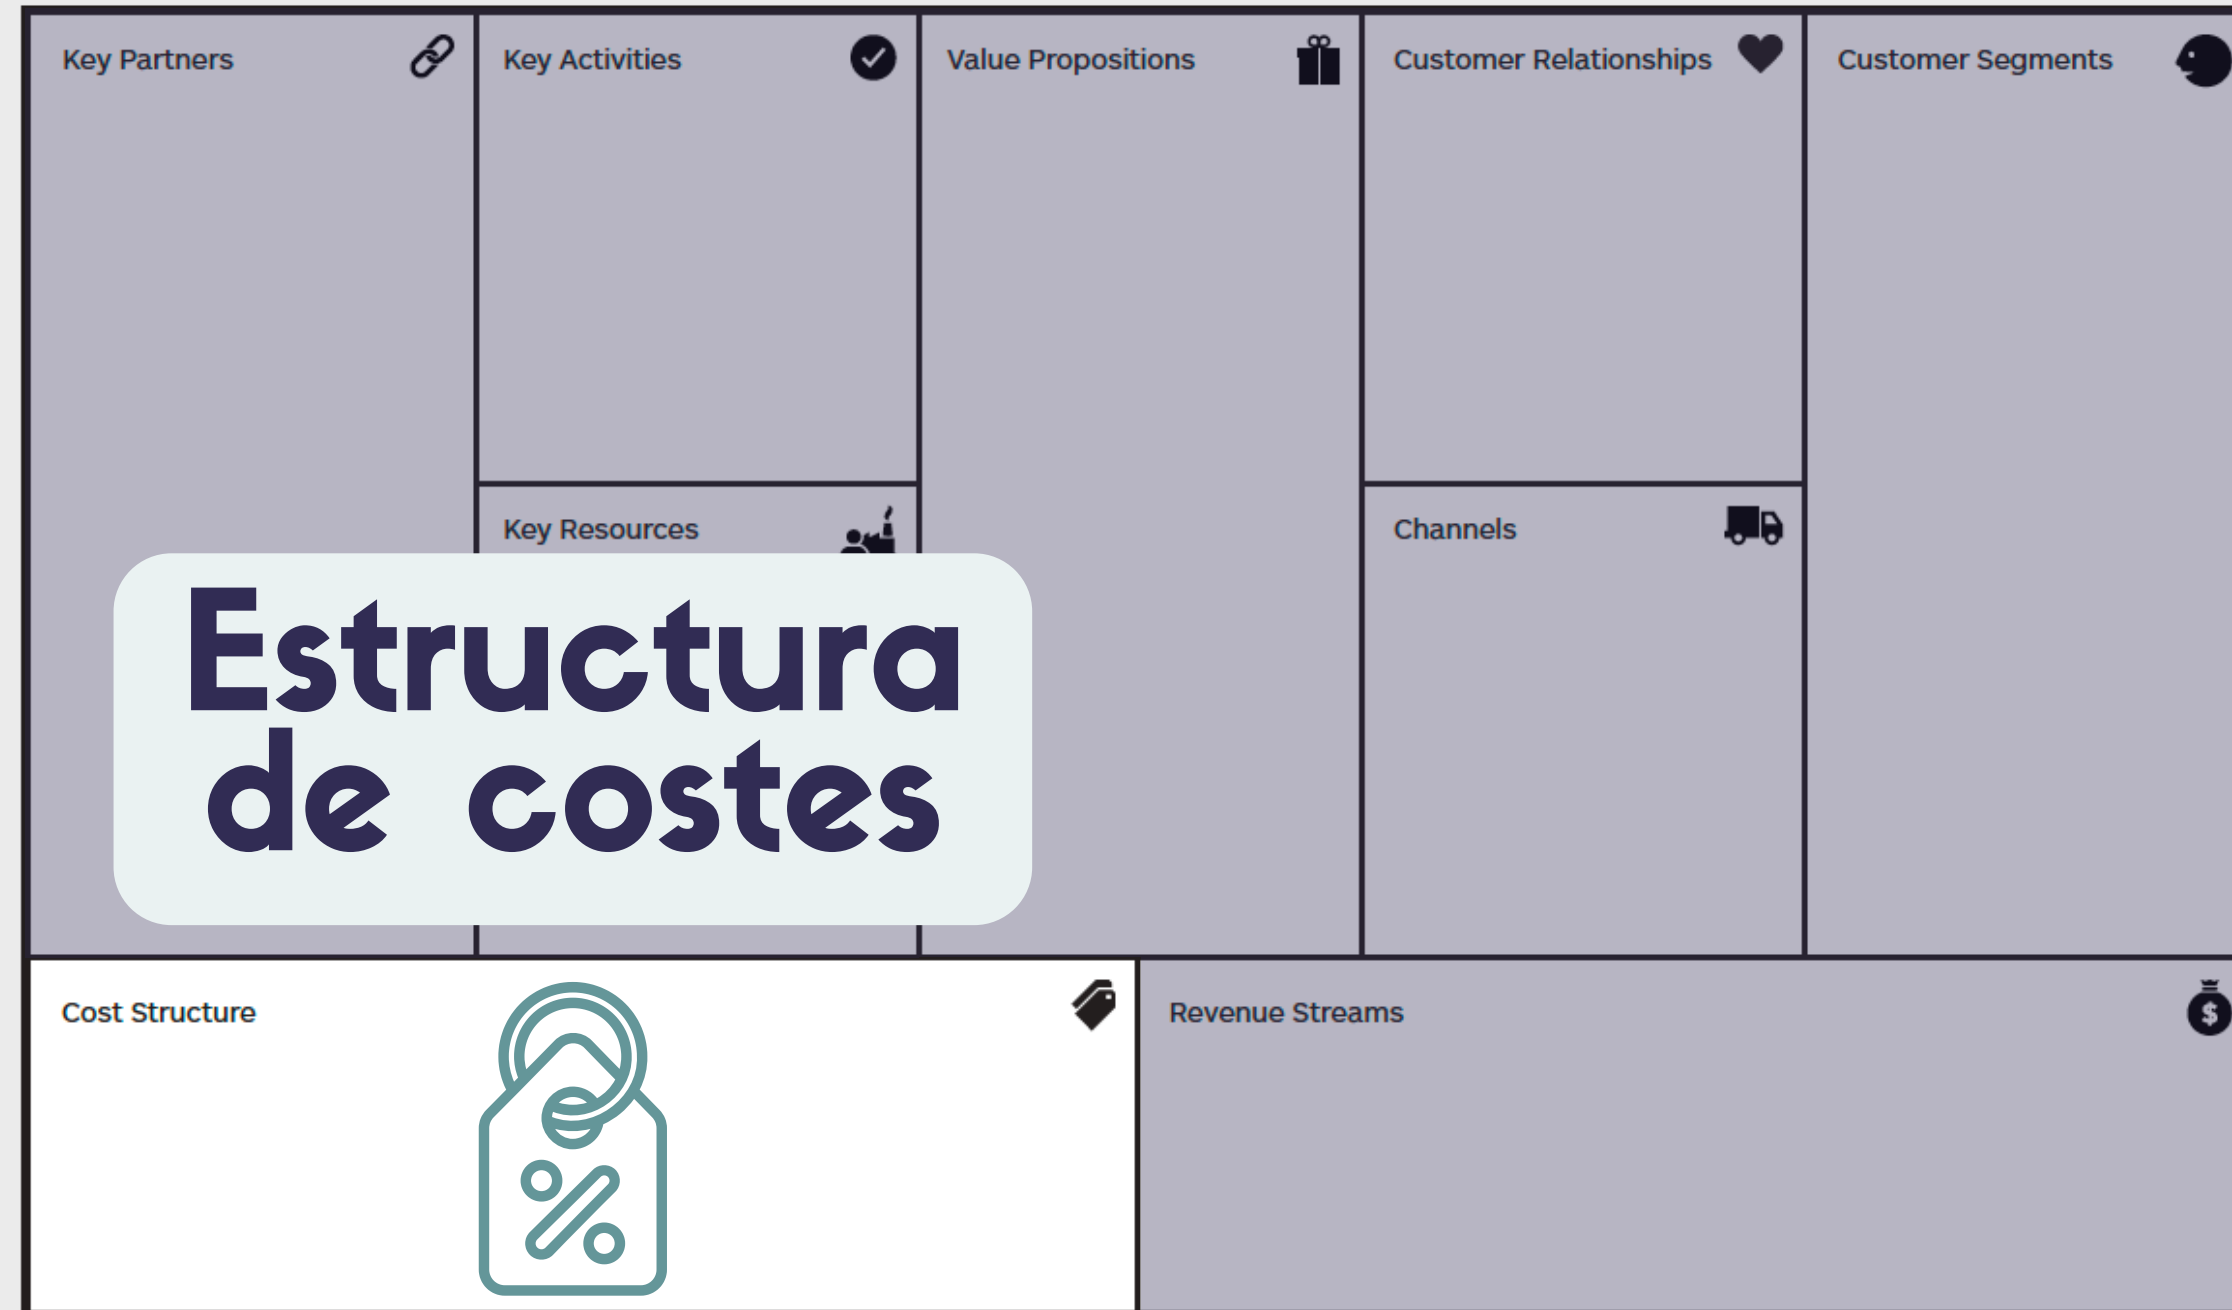 Key Partners
Key Activities
Value Propositions
Customer Relationships
Customer Segments
Key Resources
Channels
Estructura
de costes
Cost Structure
%
Revenue Streams
$